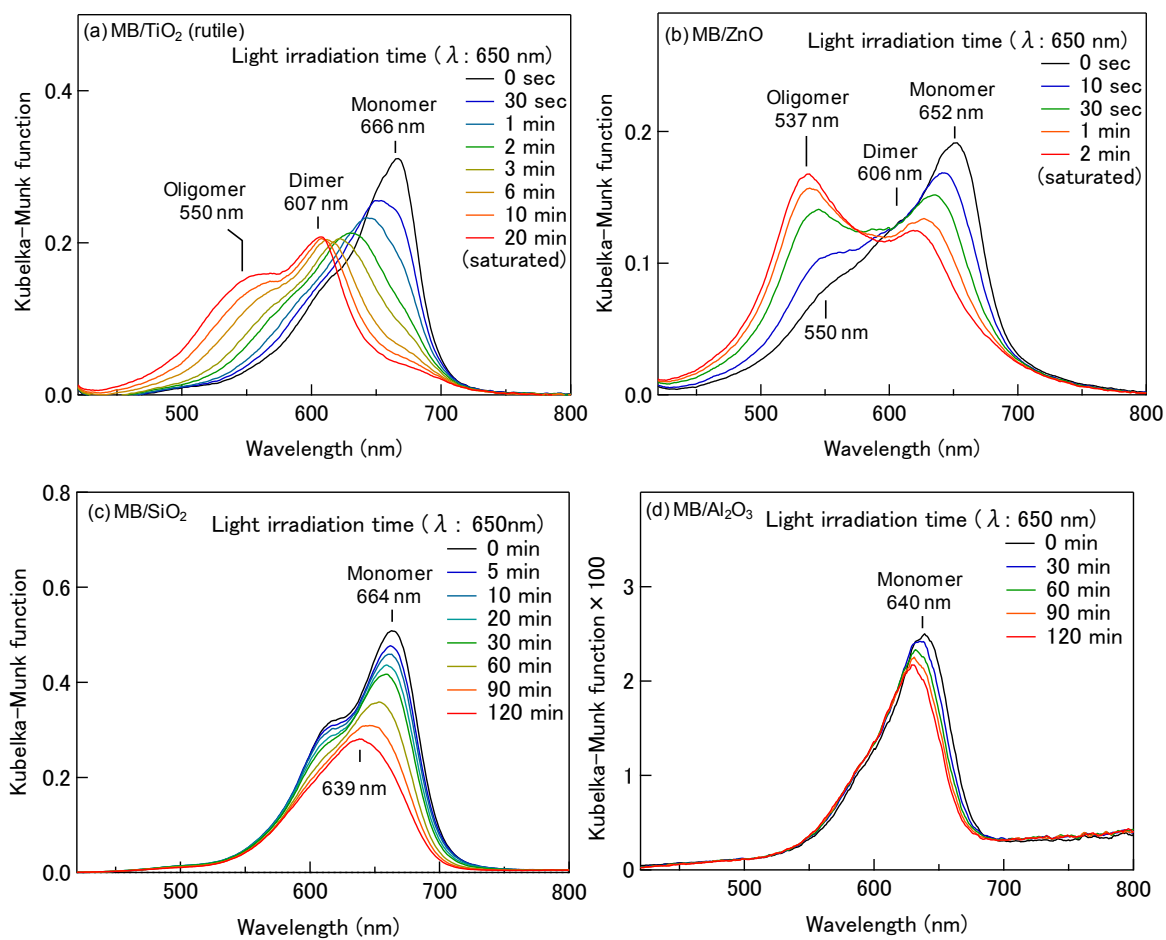 (a) MB/TiO₂ (rutile)
Light irradiation time (λ: 650 nm)
0 sec
30 sec
1 min
2 min
3 min
6 min
10 min
20 min
(saturated)
Monomer
666 nm
Dimer
607 nm
Oligomer
550 nm
Kubelka−Munk function
0.4
0.2
0.0
500
600
700
800
Wavelength (nm)
(b) MB/ZnO
Light irradiation time (λ: 650 nm)
0 sec
10 sec
30 sec
1 min
2 min
(saturated)
Monomer
652 nm
Oligomer
537 nm
Dimer
606 nm
550 nm
Kubelka−Munk function
0.2
0.1
0.0
500
600
700
800
Wavelength (nm)
(c) MB/SiO₂
Light irradiation time (λ : 650nm)
0 min
5 min
10 min
20 min
30 min
60 min
90 min
120 min
Monomer
664 nm
639 nm
Kubelka−Munk function
0.8
0.6
0.4
0.2
0.0
500
600
700
800
Wavelength (nm)
(d) MB/Al₂O₃
Light irradiation time (λ: 650 nm)
0 min
30 min
60 min
90 min
120 min
Monomer
640 nm
Kubelka−Munk function × 100
3
2
1
0
500
600
700
800
Wavelength (nm)